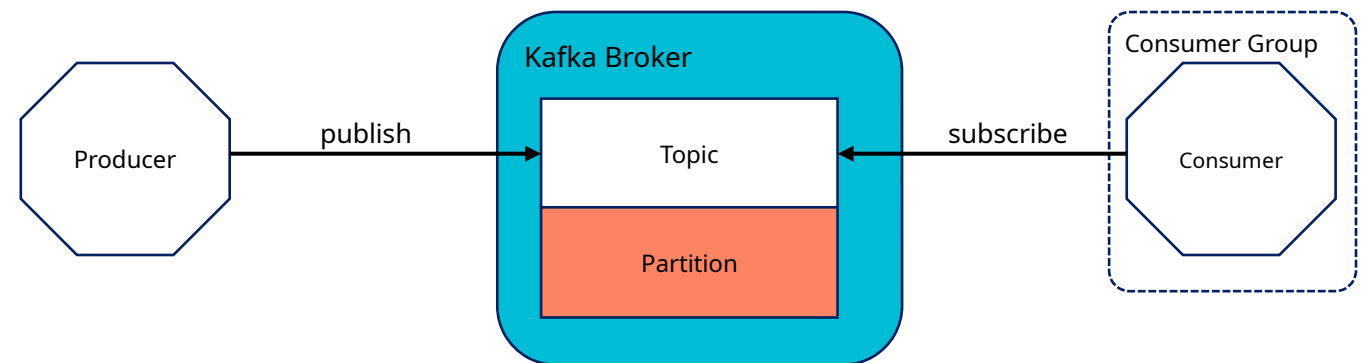 Kafka Broker
Consumer Group
Producer
publish
Topic
subscribe
Consumer
Partition